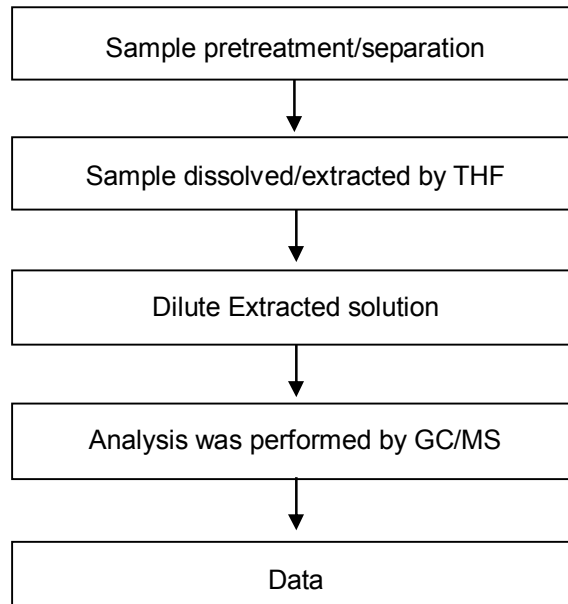 Sample pretreatment/separation
Sample dissolved/extracted by THF
Dilute Extracted solution
Analysis was performed by GC/MS
Data